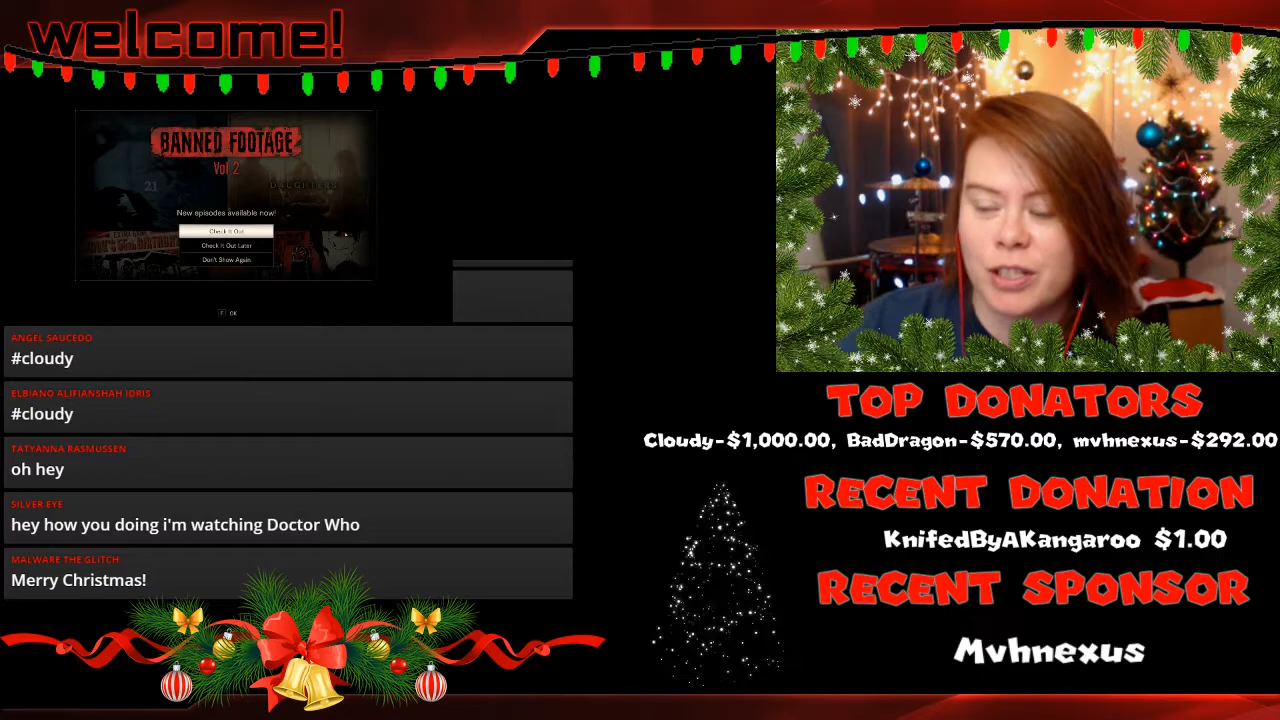 welcome!
BANNED FOOTAGE
Vol 2
21
DAUGHTERS
New episodes available now!
Check It Out
Check It Out Later
Don't Show Again
F OK
ANGEL SAUCEDO
#cloudy
ELBIANO ALIFIANSHAH IDRIS
#cloudy
TATYANNA RASMUSSEN
oh hey
SILVER EYE
hey how you doing i'm watching Doctor Who
MALWARE THE GLITCH
Merry Christmas!
TOP DONATORS
Cloudy-$1,000.00, BadDragon-$570.00, mvhnexus-$292.00
RECENT DONATION
KnifedByAKangaroo $1.00
RECENT SPONSOR
Mvhnexus